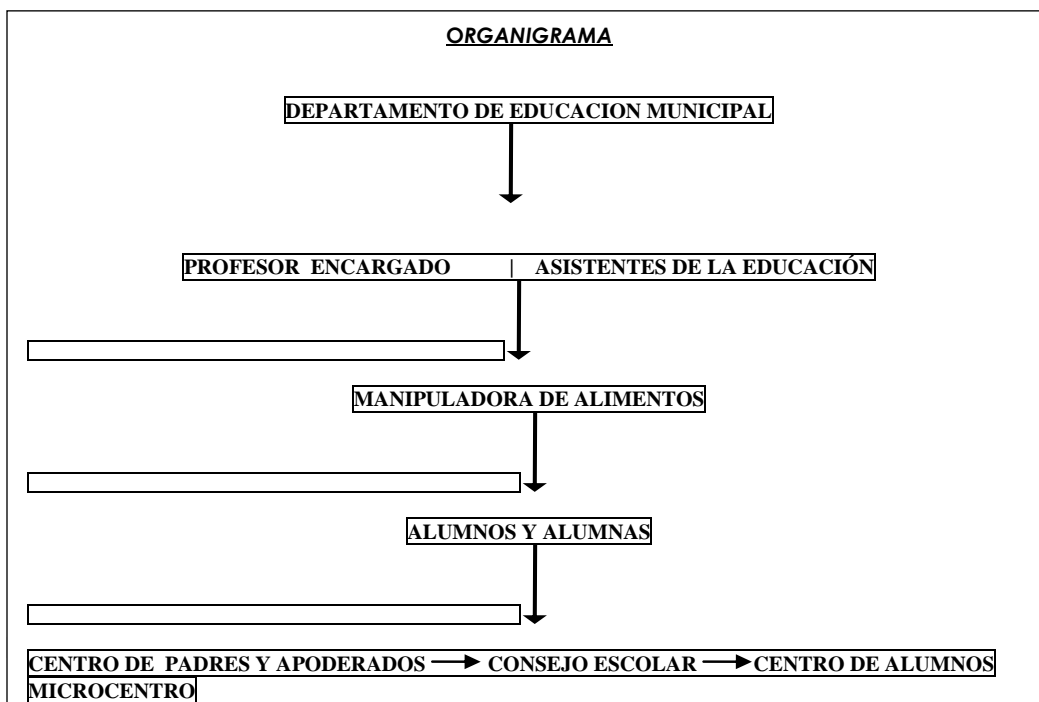 ORGANIGRAMA
DEPARTAMENTO DE EDUCACION MUNICIPAL
PROFESOR ENCARGADO | ASISTENTES DE LA EDUCACIÓN
MANIPULADORA DE ALIMENTOS
ALUMNOS Y ALUMNAS
CENTRO DE PADRES Y APODERADOS → CONSEJO ESCOLAR → CENTRO DE ALUMNOS
MICROCENTRO